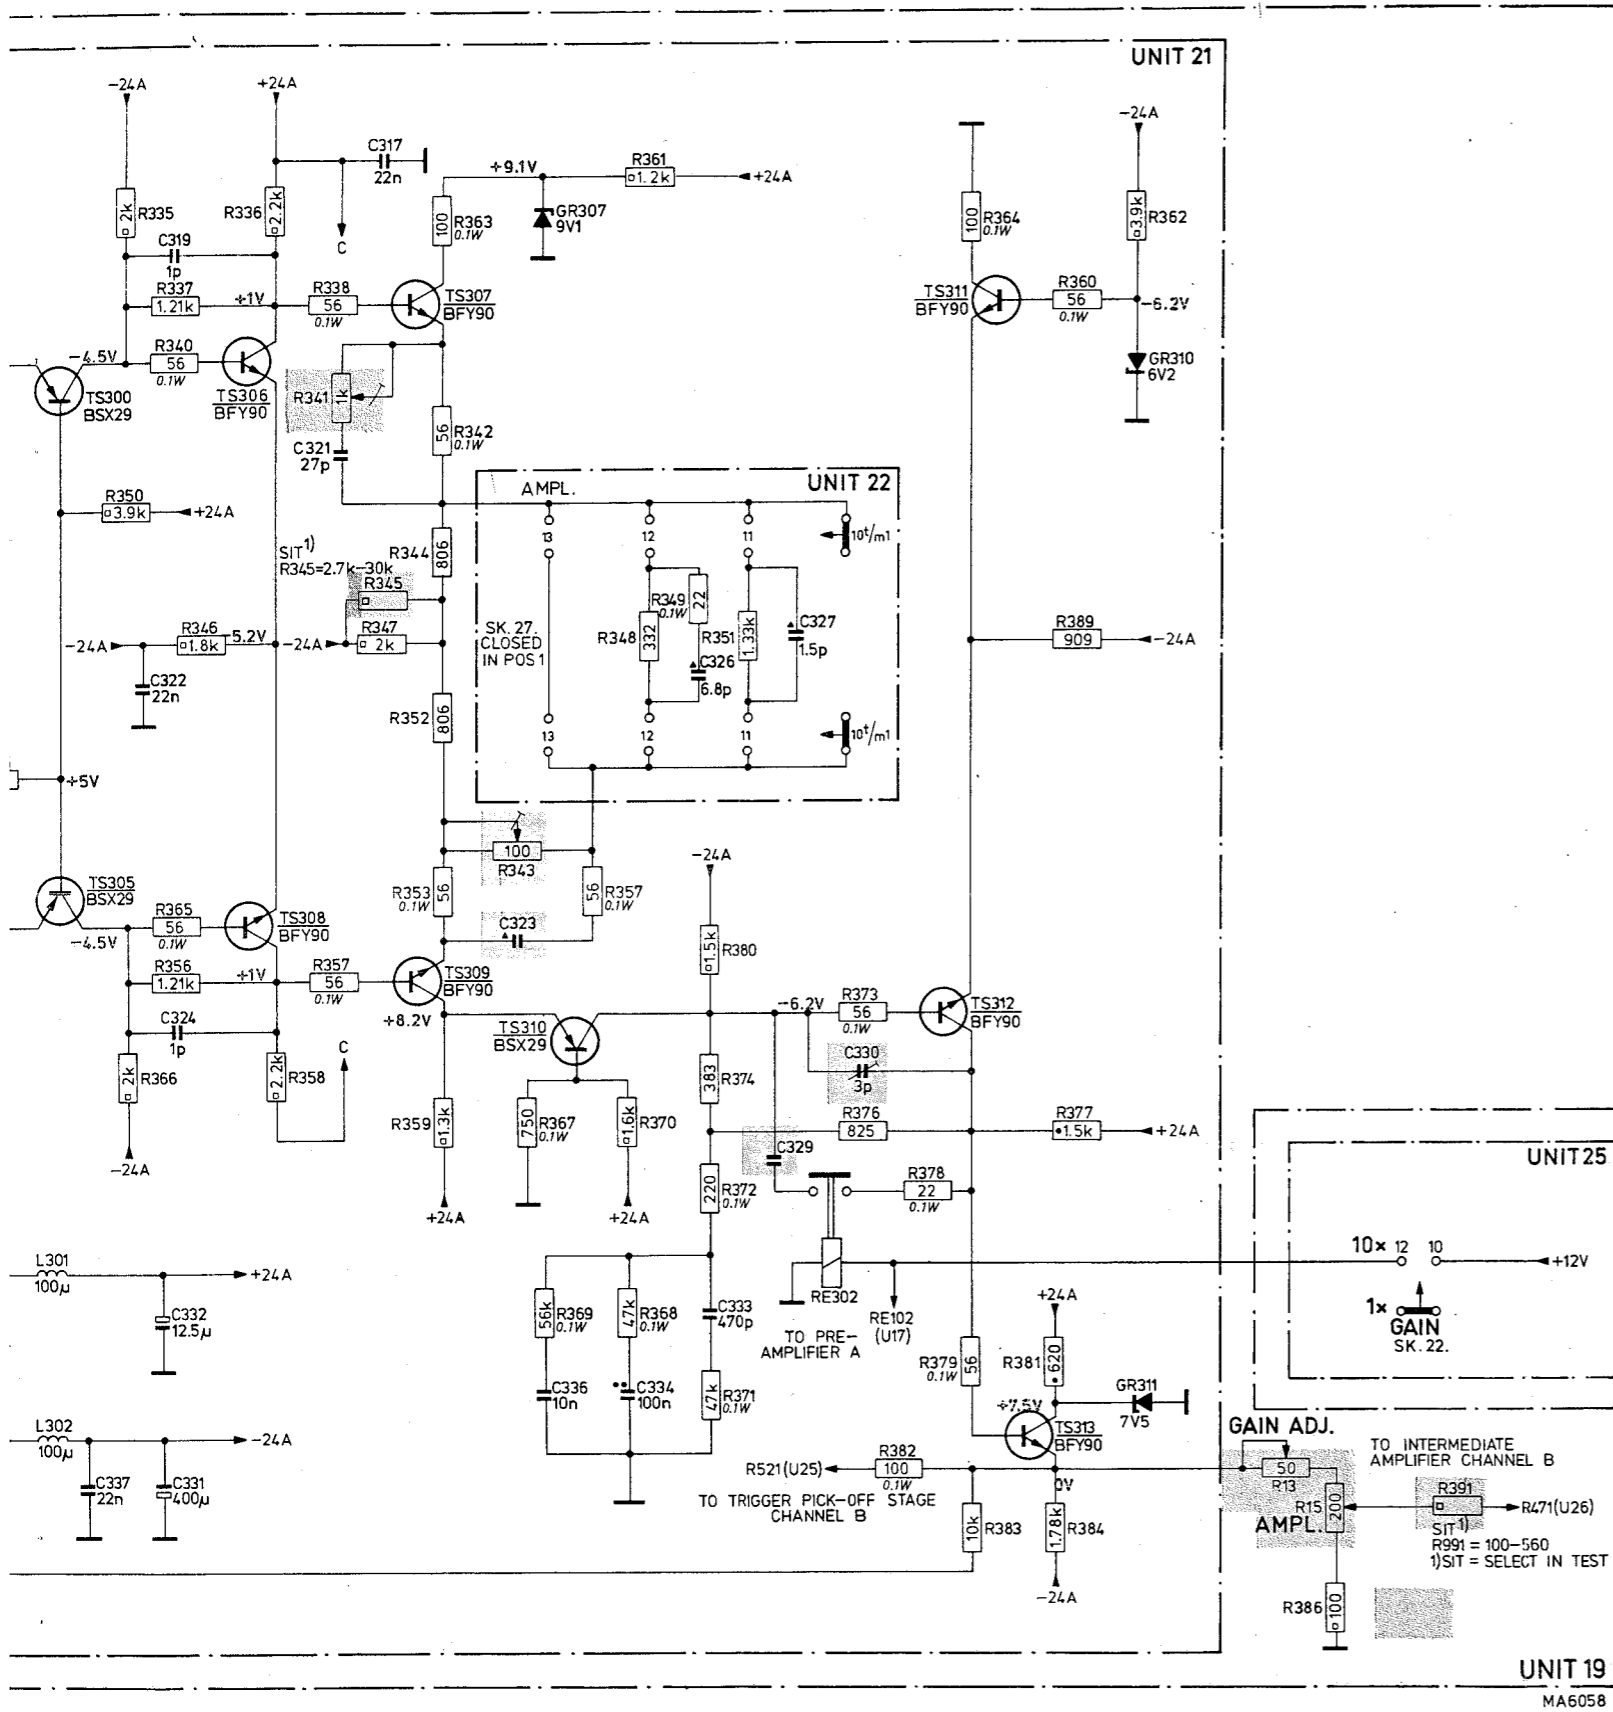 UNIT 21
-24A
+24A
-24A
C317
22n
+9.1V
R361
1.2k
+24A
R335
2k
R336
2.2k
C
100
R363
0.1W
GR307
9V1
100
R364
0.1W
3.9k
R362
C319
1p
R337
1.21k
+1V
R338
56
0.1W
TS307
BFY90
TS311
BFY90
R360
56
0.1W
-6.2V
-4.5V
R340
56
0.1W
TS300
BSX29
TS306
BFY90
R341
1k
GR310
6V2
56
R342
0.1W
C321
27p
AMPL.
UNIT 22
R350
3.9k
+24A
13
12
11
10t/m1
SIT 1)
R345=2.7k-30k
R345
R344
806
R349
0.1W
22
-24A
R346
1.8k
-5.2V
-24A
R347
2k
SK.27.
CLOSED
IN POS 1
R348
332
R351
1.33k
C327
1.5p
C326
6.8p
R389
909
-24A
C322
22n
R352
806
13
12
11
10t/m1
+5V
100
R343
-24A
TS305
BSX29
R353
0.1W
56
56
R357
0.1W
R365
56
0.1W
TS308
BFY90
C323
1.5k
R380
-4.5V
R356
1.21k
+1V
R357
56
0.1W
TS309
BFY90
-6.2V
R373
56
0.1W
TS312
BFY90
C324
1p
+8.2V
TS310
BSX29
C330
3p
2k
R366
2.2k
R358
C
383
R374
R359
1.3k
750
R367
0.1W
1.6k
R370
R376
825
R377
1.5k
+24A
-24A
C329
UNIT 25
220
R372
0.1W
R378
22
0.1W
+24A
+24A
L301
100µ
+24A
10× 12 10
+12V
C332
12.5µ
56k
R369
0.1W
47k
R368
0.1W
C333
470p
RE302
RE102
(U17)
+24A
1×
GAIN
SK.22.
TO PRE-
AMPLIFIER A
R379
0.1W
56
R381
620
C336
10n
C334
100n
47k
R371
0.1W
GR311
7V5
+7.5V
L302
100µ
-24A
TS313
BFY90
GAIN ADJ.
TO INTERMEDIATE
AMPLIFIER CHANNEL B
R521(U25)
R382
100
0.1W
50
R13
C337
22n
C331
400µ
TO TRIGGER PICK-OFF STAGE
CHANNEL B
0V
R15
200
AMPL.
R391
R471(U26)
10k
R383
1.78k
R384
SIT 1)
R991 = 100-560
1)SIT = SELECT IN TEST
-24A
R386
100
UNIT 19
MA6058